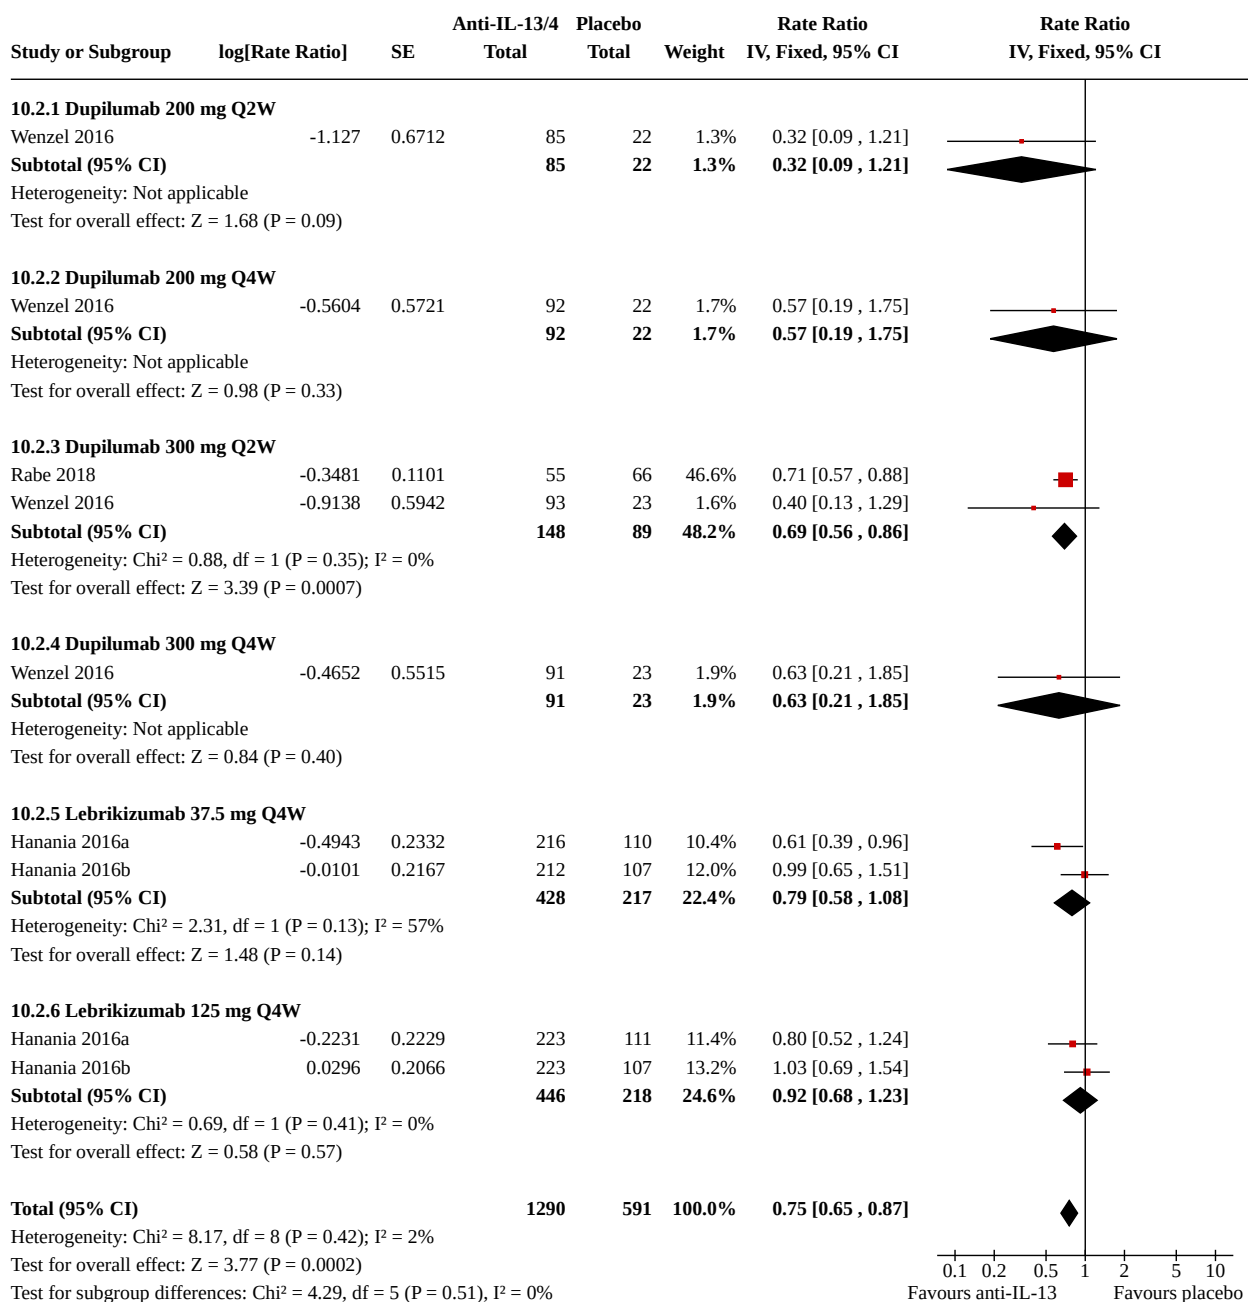 Anti-IL-13/4 Placebo Rate Ratio Rate Ratio
Study or Subgroup log[Rate Ratio] SE Total Total Weight IV, Fixed, 95% CI IV, Fixed, 95% CI
10.2.1 Dupilumab 200 mg Q2W
Wenzel 2016 -1.127 0.6712 85 22 1.3% 0.32 [0.09 , 1.21]
Subtotal (95% CI) 85 22 1.3% 0.32 [0.09 , 1.21]
Heterogeneity: Not applicable
Test for overall effect: Z = 1.68 (P = 0.09)
10.2.2 Dupilumab 200 mg Q4W
Wenzel 2016 -0.5604 0.5721 92 22 1.7% 0.57 [0.19 , 1.75]
Subtotal (95% CI) 92 22 1.7% 0.57 [0.19 , 1.75]
Heterogeneity: Not applicable
Test for overall effect: Z = 0.98 (P = 0.33)
10.2.3 Dupilumab 300 mg Q2W
Rabe 2018 -0.3481 0.1101 55 66 46.6% 0.71 [0.57 , 0.88]
Wenzel 2016 -0.9138 0.5942 93 23 1.6% 0.40 [0.13 , 1.29]
Subtotal (95% CI) 148 89 48.2% 0.69 [0.56 , 0.86]
Heterogeneity: Chi² = 0.88, df = 1 (P = 0.35); I² = 0%
Test for overall effect: Z = 3.39 (P = 0.0007)
10.2.4 Dupilumab 300 mg Q4W
Wenzel 2016 -0.4652 0.5515 91 23 1.9% 0.63 [0.21 , 1.85]
Subtotal (95% CI) 91 23 1.9% 0.63 [0.21 , 1.85]
Heterogeneity: Not applicable
Test for overall effect: Z = 0.84 (P = 0.40)
10.2.5 Lebrikizumab 37.5 mg Q4W
Hanania 2016a -0.4943 0.2332 216 110 10.4% 0.61 [0.39 , 0.96]
Hanania 2016b -0.0101 0.2167 212 107 12.0% 0.99 [0.65 , 1.51]
Subtotal (95% CI) 428 217 22.4% 0.79 [0.58 , 1.08]
Heterogeneity: Chi² = 2.31, df = 1 (P = 0.13); I² = 57%
Test for overall effect: Z = 1.48 (P = 0.14)
10.2.6 Lebrikizumab 125 mg Q4W
Hanania 2016a -0.2231 0.2229 223 111 11.4% 0.80 [0.52 , 1.24]
Hanania 2016b 0.0296 0.2066 223 107 13.2% 1.03 [0.69 , 1.54]
Subtotal (95% CI) 446 218 24.6% 0.92 [0.68 , 1.23]
Heterogeneity: Chi² = 0.69, df = 1 (P = 0.41); I² = 0%
Test for overall effect: Z = 0.58 (P = 0.57)
Total (95% CI) 1290 591 100.0% 0.75 [0.65 , 0.87]
Heterogeneity: Chi² = 8.17, df = 8 (P = 0.42); I² = 2%
Test for overall effect: Z = 3.77 (P = 0.0002)
0.1 0.2 0.5 1 2 5 10
Test for subgroup differences: Chi² = 4.29, df = 5 (P = 0.51), I² = 0% Favours anti-IL-13 Favours placebo